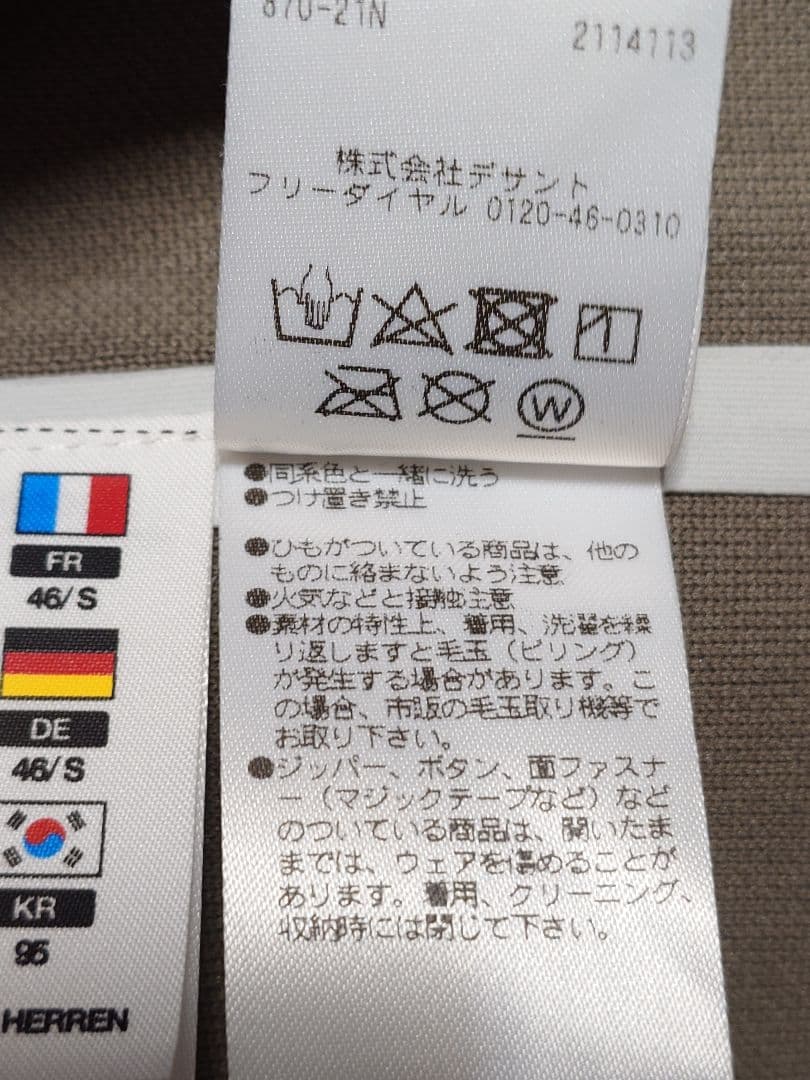 870-21N
2114113
株式会社デサント
フリーダイヤル 0120-46-0310
W
●同系色と一緒に洗う
●つけ置き禁止
●ひもがついている商品は、他の
ものに絡まないよう注意
●火気などと接触注意
●素材の特性上、着用、洗濯を繰
り返しますと毛玉（ピリング）
が発生する場合があります。こ
の場合、市販の毛玉取り機等で
お取り下さい。
●ジッパー、ボタン、面ファスナ
ー（マジックテープなど）など
のついている商品は、開いたま
までは、ウェアを傷めることが
あります。着用、クリーニング、
収納時には閉じて下さい。
FR
46/S
DE
46/S
KR
95
HERREN